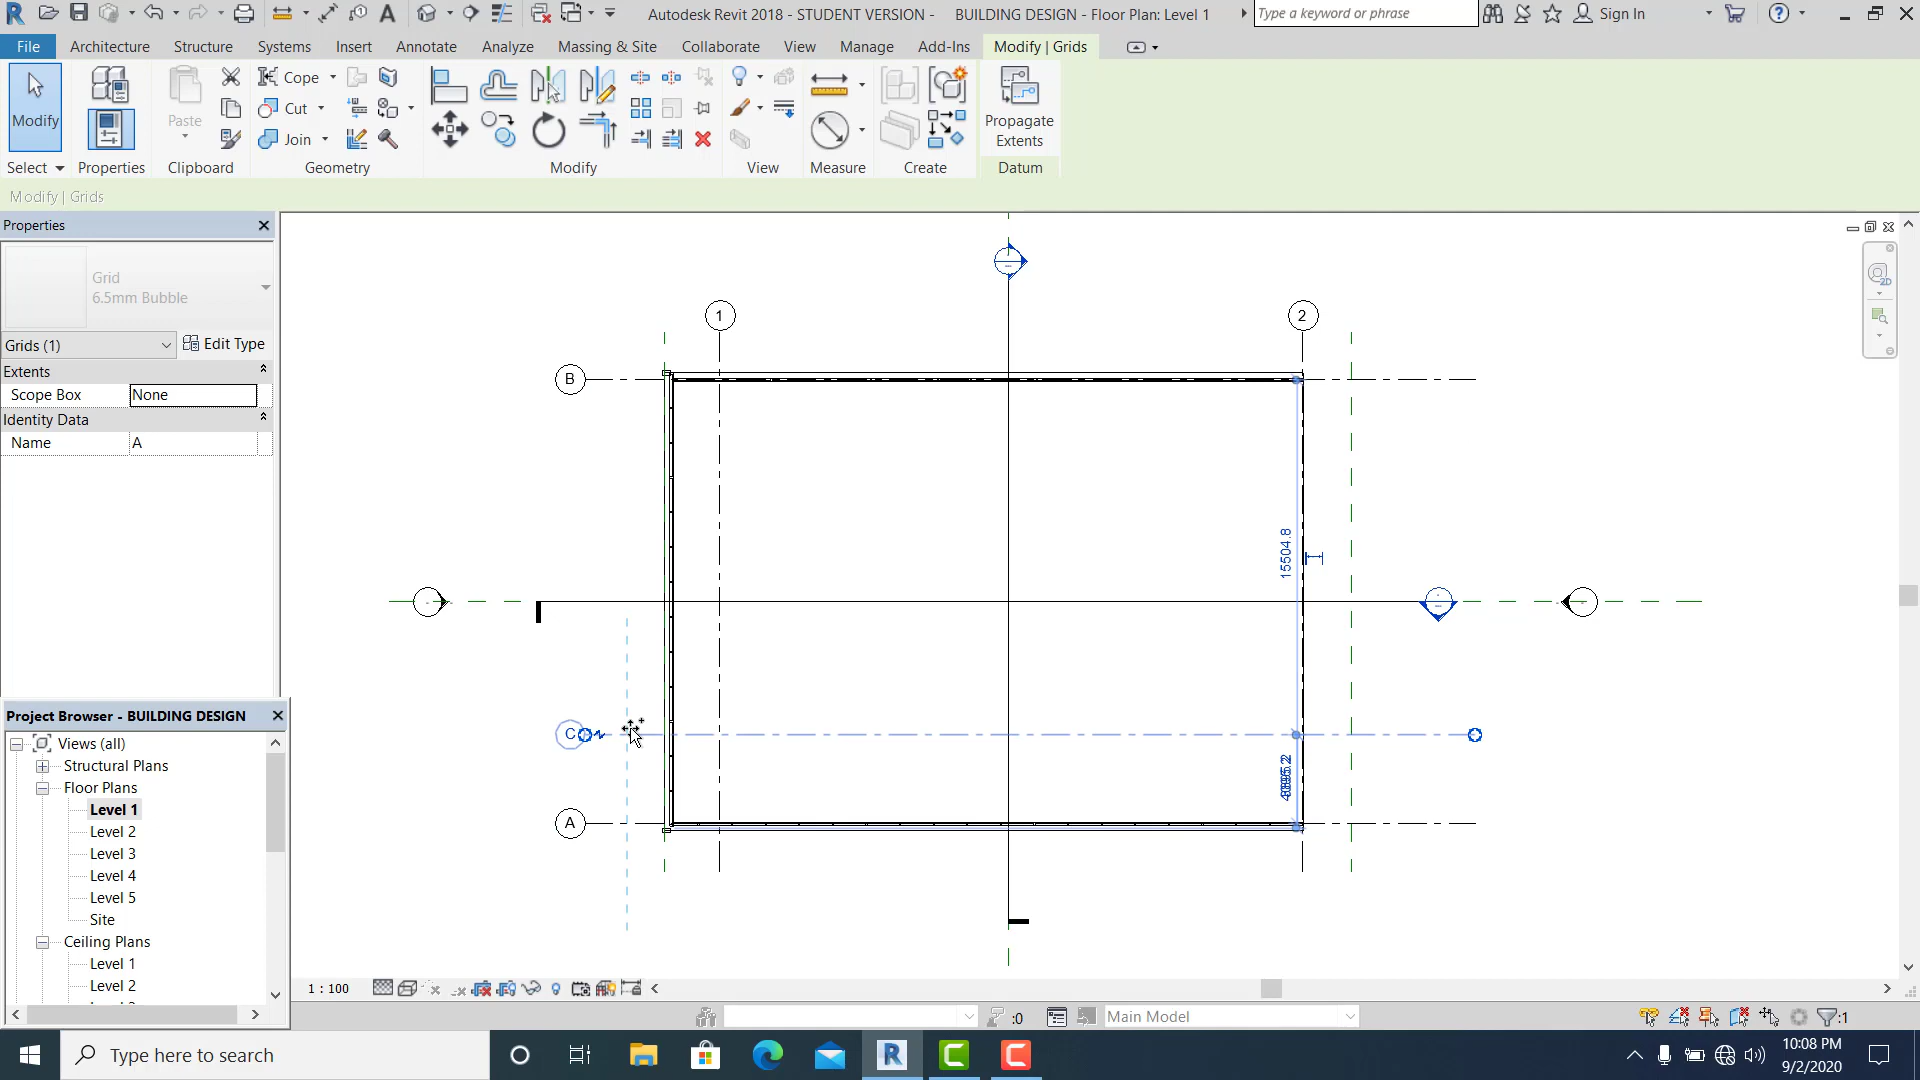 Autodesk Revit 2018 - STUDENT VERSION - BUILDING DESIGN - Floor Plan: Level 1
Type a keyword or phrase
Sign In
File Architecture Structure Systems Insert Annotate Analyze Massing & Site Collaborate View Manage Add-Ins Modify | Grids
Modify
Paste
Cope
Cut
Join
Propagate
Extents
Select Properties Clipboard Geometry Modify View Measure Create Datum
Modify | Grids
Properties
Grid
6.5mm Bubble
Grids (1)
Edit Type
Extents
Scope Box None
Identity Data
Name A
Project Browser - BUILDING DESIGN
Views (all)
Structural Plans
Floor Plans
Level 1
Level 2
Level 3
Level 4
Level 5
Site
Ceiling Plans
Level 1
Level 2
1
2
B
15504.8
C
A
2D
1 : 100
:0
Main Model
:1
Type here to search
10:08 PM
9/2/2020